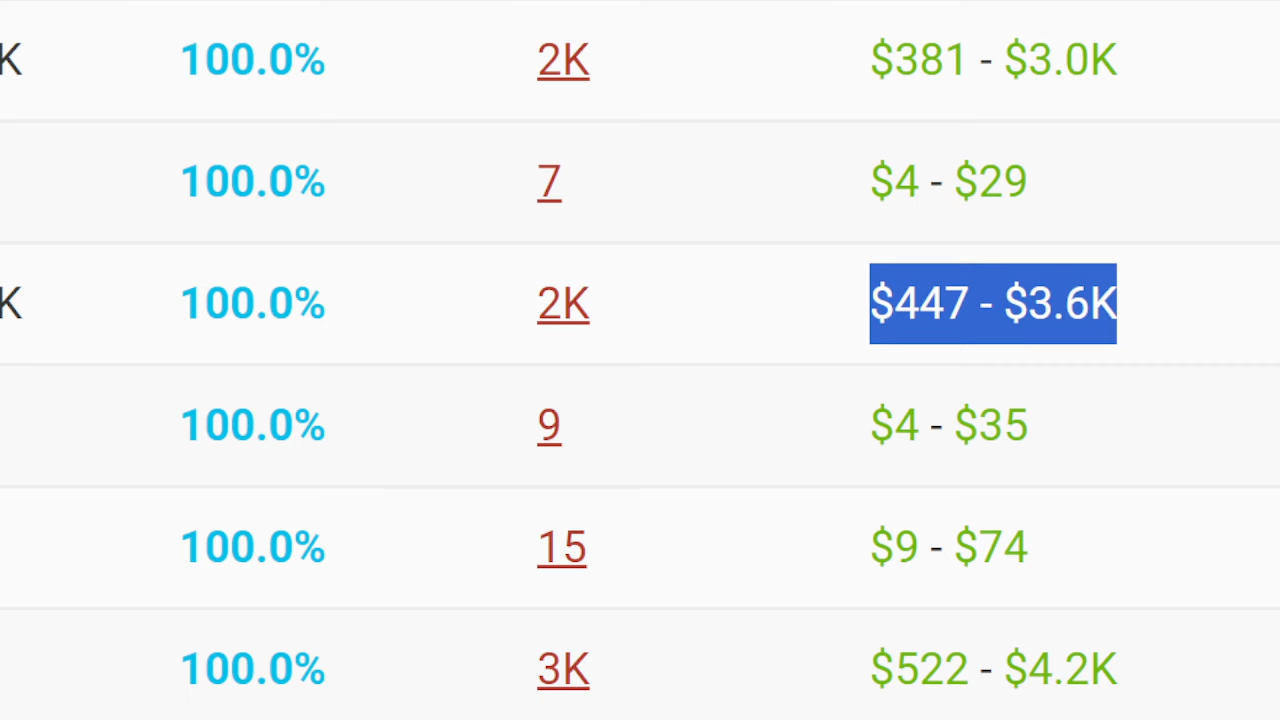 K 100.0% 2K $381 - $3.0K
100.0% 7 $4 - $29
K 100.0% 2K $447 - $3.6K
100.0% 9 $4 - $35
100.0% 15 $9 - $74
100.0% 3K $522 - $4.2K